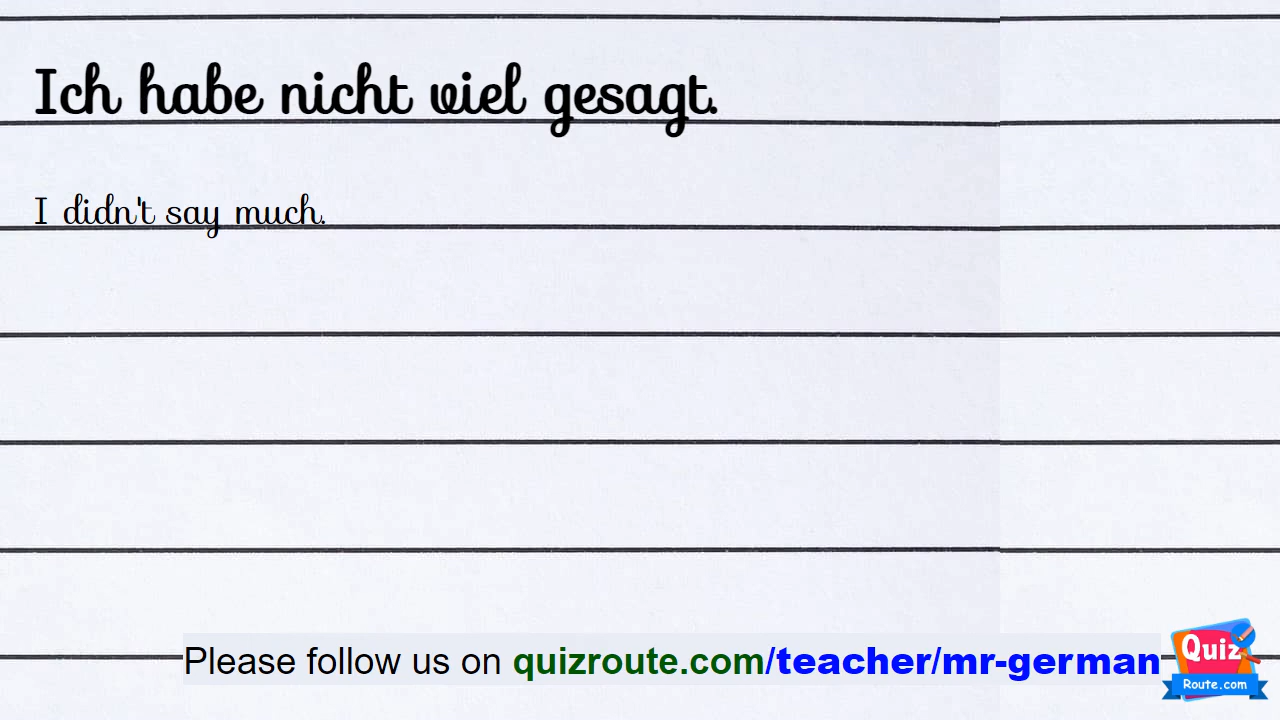 Ich habe nicht viel gesagt.
I didn't say much.
Please follow us on quizroute.com/teacher/mr-german
Quiz
Route.com